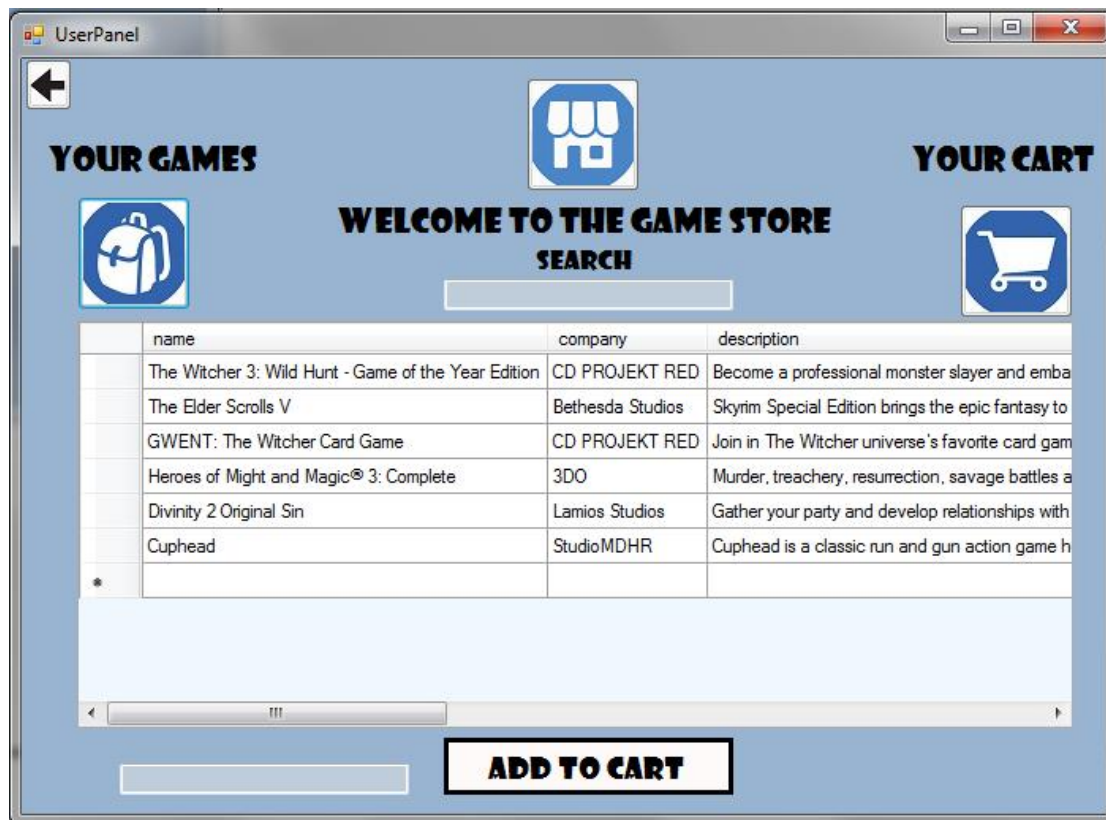 UserPanel
YOUR GAMES
YOUR CART
WELCOME TO THE GAME STORE
SEARCH
name company description
The Witcher 3: Wild Hunt - Game of the Year Edition CD PROJEKT RED Become a professional monster slayer and emba
The Elder Scrolls V Bethesda Studios Skyrim Special Edition brings the epic fantasy to
GWENT: The Witcher Card Game CD PROJEKT RED Join in The Witcher universe's favorite card gam
Heroes of Might and Magic® 3: Complete 3DO Murder, treachery, resurrection, savage battles a
Divinity 2 Original Sin Lamios Studios Gather your party and develop relationships with
Cuphead StudioMDHR Cuphead is a classic run and gun action game h
ADD TO CART